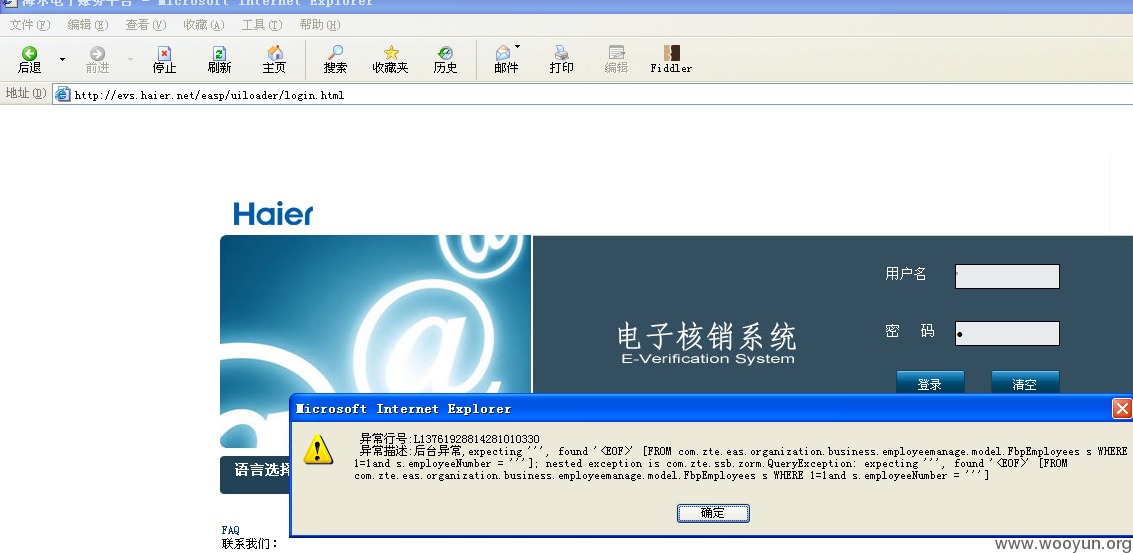 海尔电子账务平台 - Microsoft Internet Explorer
文件(F) 编辑(E) 查看(V) 收藏(A) 工具(T) 帮助(H)
后退 前进 停止 刷新 主页 搜索 收藏夹 历史 邮件 打印 编辑 Fiddler
地址(D) http://evs.haier.net/easp/uiloader/login.html
Haier
用户名
电子核销系统
E-Verification System
密 码
登录 清空
Microsoft Internet Explorer
异常行号:L13761928814281010330
异常描述:后台异常,expecting ''', found '<EOF>' [FROM com.zte.eas.organization.business.employeemanage.model.FbpEmployees s WHERE
1=1and s.employeeNumber = ''']; nested exception is com.zte.ssb.zorm.QueryException: expecting ''', found '<EOF>' [FROM
com.zte.eas.organization.business.employeemanage.model.FbpEmployees s WHERE 1=1and s.employeeNumber = ''']
语言选择
确定
FAQ
联系我们：
www.wooyun.org